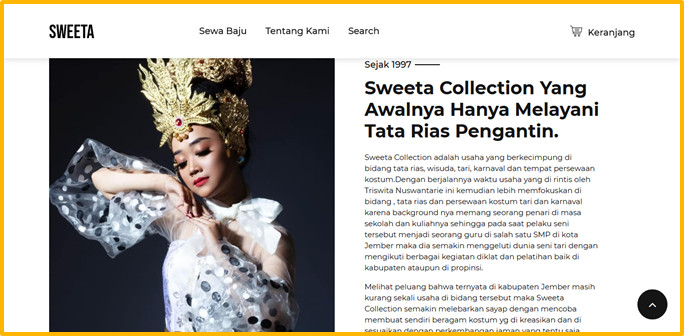 SWEETA
Sewa Baju
Tentang Kami
Search
Keranjang
Sejak 1997
Sweeta Collection Yang
Awalnya Hanya Melayani
Tata Rias Pengantin.
Sweeta Collection adalah usaha yang berkecimpung di
bidang tata rias, wisuda, tari, karnaval dan tempat persewaan
kostum.Dengan berjalannya waktu usaha yang di rintis oleh
Triswita Nuswantarie ini kemudian lebih memfokuskan di
bidang , tata rias dan persewaan kostum tari dan karnaval
karena background nya memang seorang penari di masa
sekolah dan kuliahnya sehingga pada saat pelaku seni
tersebut menjadi seorang guru di salah satu SMP di kota
Jember maka dia semakin menggeluti dunia seni tari dengan
mengikuti berbagai kegiatan diklat dan pelatihan baik di
kabupaten ataupun di propinsi.
Melihat peluang bahwa ternyata di kabupaten Jember masih
kurang sekali usaha di bidang tersebut maka Sweeta
Collection semakin melebarkan sayap dengan mencoba
membuat sendiri beragam kostum yg di kreasikan dan di
sesuaikan dengan perkembangan jaman yang tentu saja